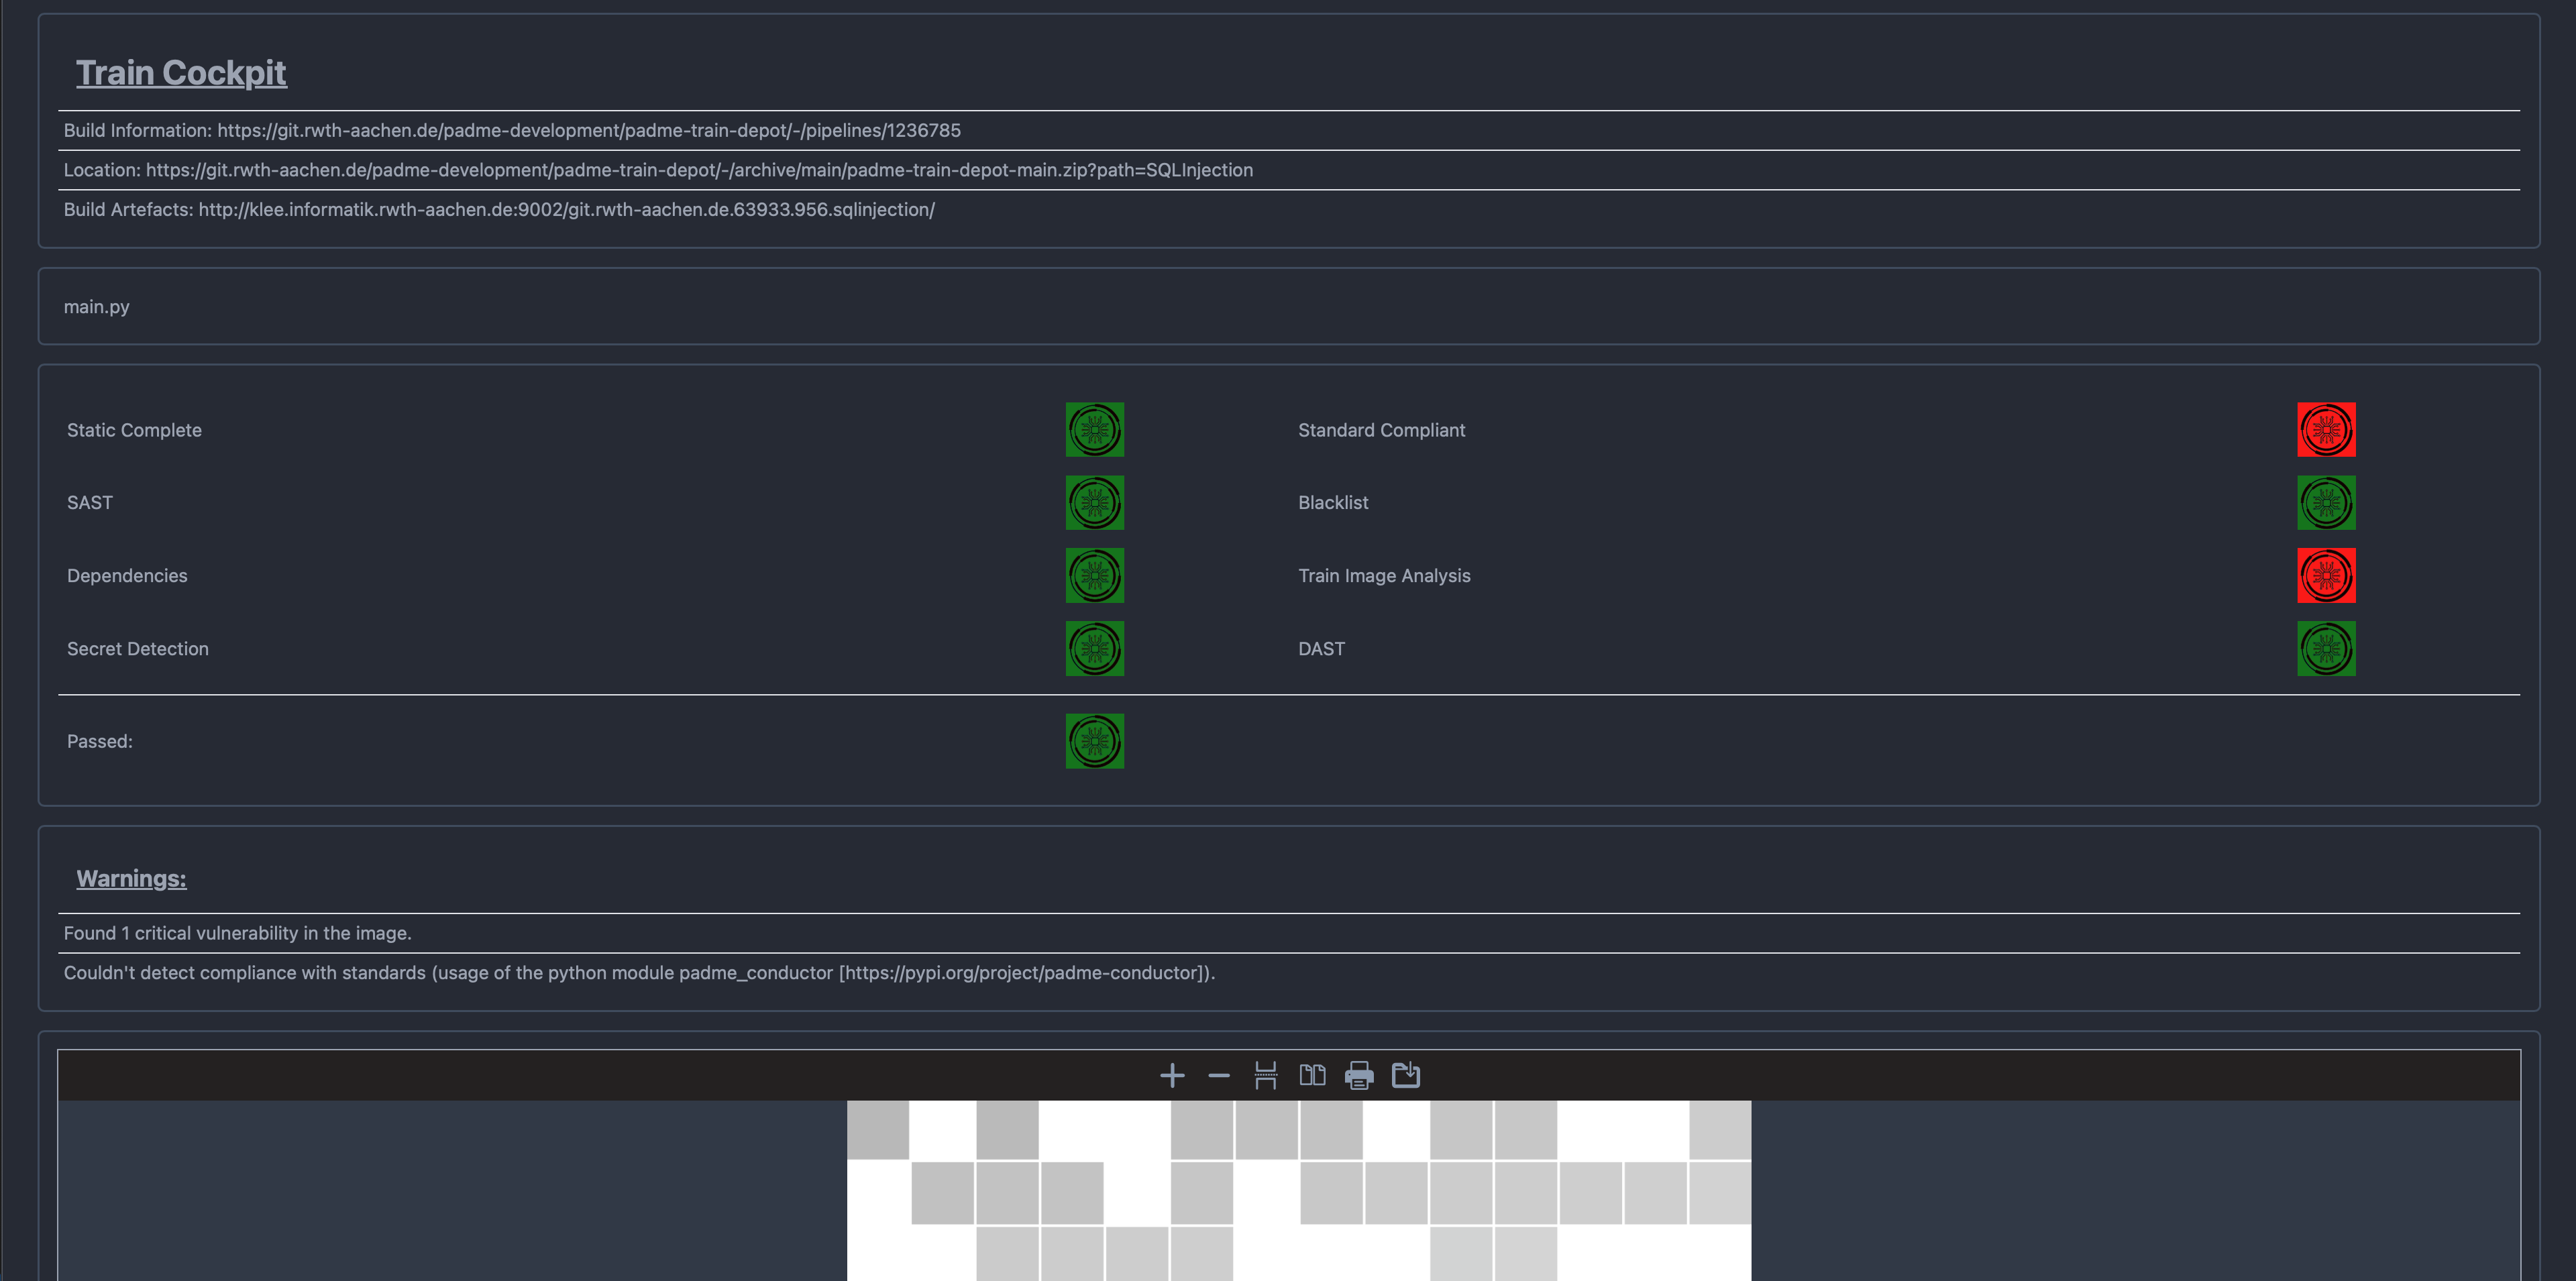 Train Cockpit
Build Information: https://git.rwth-aachen.de/padme-development/padme-train-depot/-/pipelines/1236785
Location: https://git.rwth-aachen.de/padme-development/padme-train-depot/-/archive/main/padme-train-depot-main.zip?path=SQLInjection
Build Artefacts: http://klee.informatik.rwth-aachen.de:9002/git.rwth-aachen.de.63933.956.sqlinjection/
main.py
Static Complete
Standard Compliant
SAST
Blacklist
Dependencies
Train Image Analysis
Secret Detection
DAST
Passed:
Warnings:
Found 1 critical vulnerability in the image.
Couldn't detect compliance with standards (usage of the python module padme_conductor [https://pypi.org/project/padme-conductor]).